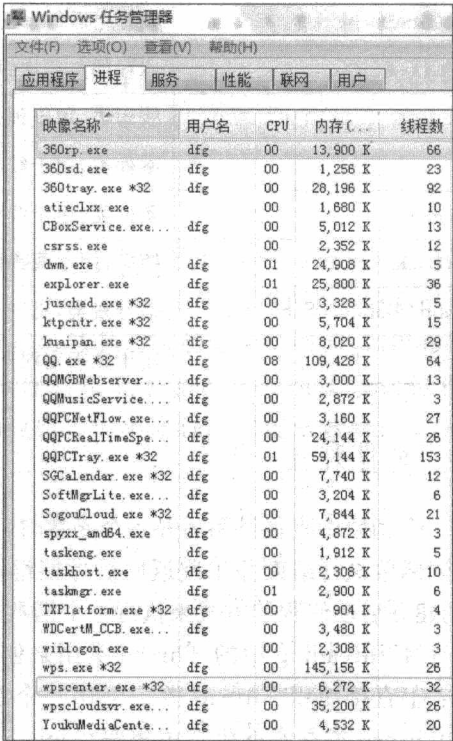 Windows 任务管理器
文件(F) 选项(O) 查看(V) 帮助(H)
应用程序 进程 服务 性能 联网 用户
映像名称 用户名 CPU 内存(... 线程数
360rp.exe dfg 00 13,900 K 66
360sd.exe dfg 00 1,256 K 23
360tray.exe *32 dfg 00 28,196 K 92
atieclxx.exe 00 1,680 K 10
CBoxService.exe... dfg 00 5,012 K 13
csrss.exe 00 2,352 K 12
dwm.exe dfg 01 24,908 K 5
explorer.exe dfg 01 25,800 K 36
jusched.exe *32 dfg 00 3,328 K 5
ktpcntr.exe *32 dfg 00 5,704 K 15
kuaipan.exe *32 dfg 00 8,020 K 29
QQ.exe *32 dfg 08 109,428 K 64
QQMGBWebserver.... dfg 00 3,000 K 13
QQMusicService.... dfg 00 2,872 K 3
QQPCNetFlow.exe... dfg 00 3,160 K 27
QQPCRealTimeSpe... dfg 00 24,144 K 26
QQPCTray.exe *32 dfg 01 59,144 K 153
SGCalendar.exe *32 dfg 00 7,740 K 12
SoftMgrLite.exe... dfg 00 3,204 K 6
SogouCloud.exe *32 dfg 00 7,844 K 21
spyxx_amd64.exe dfg 00 4,872 K 3
taskeng.exe dfg 00 1,912 K 5
taskhost.exe dfg 00 2,308 K 10
taskmgr.exe dfg 01 2,900 K 6
TXPlatform.exe *32 dfg 00 904 K 4
WDCertM_CCB.exe... dfg 00 3,480 K 3
winlogon.exe 00 2,308 K 3
wps.exe *32 dfg 00 145,156 K 26
wpscenter.exe *32 dfg 00 6,272 K 32
wpscloudsvr.exe... dfg 00 35,200 K 26
YoukuMediaCente... dfg 00 4,532 K 20